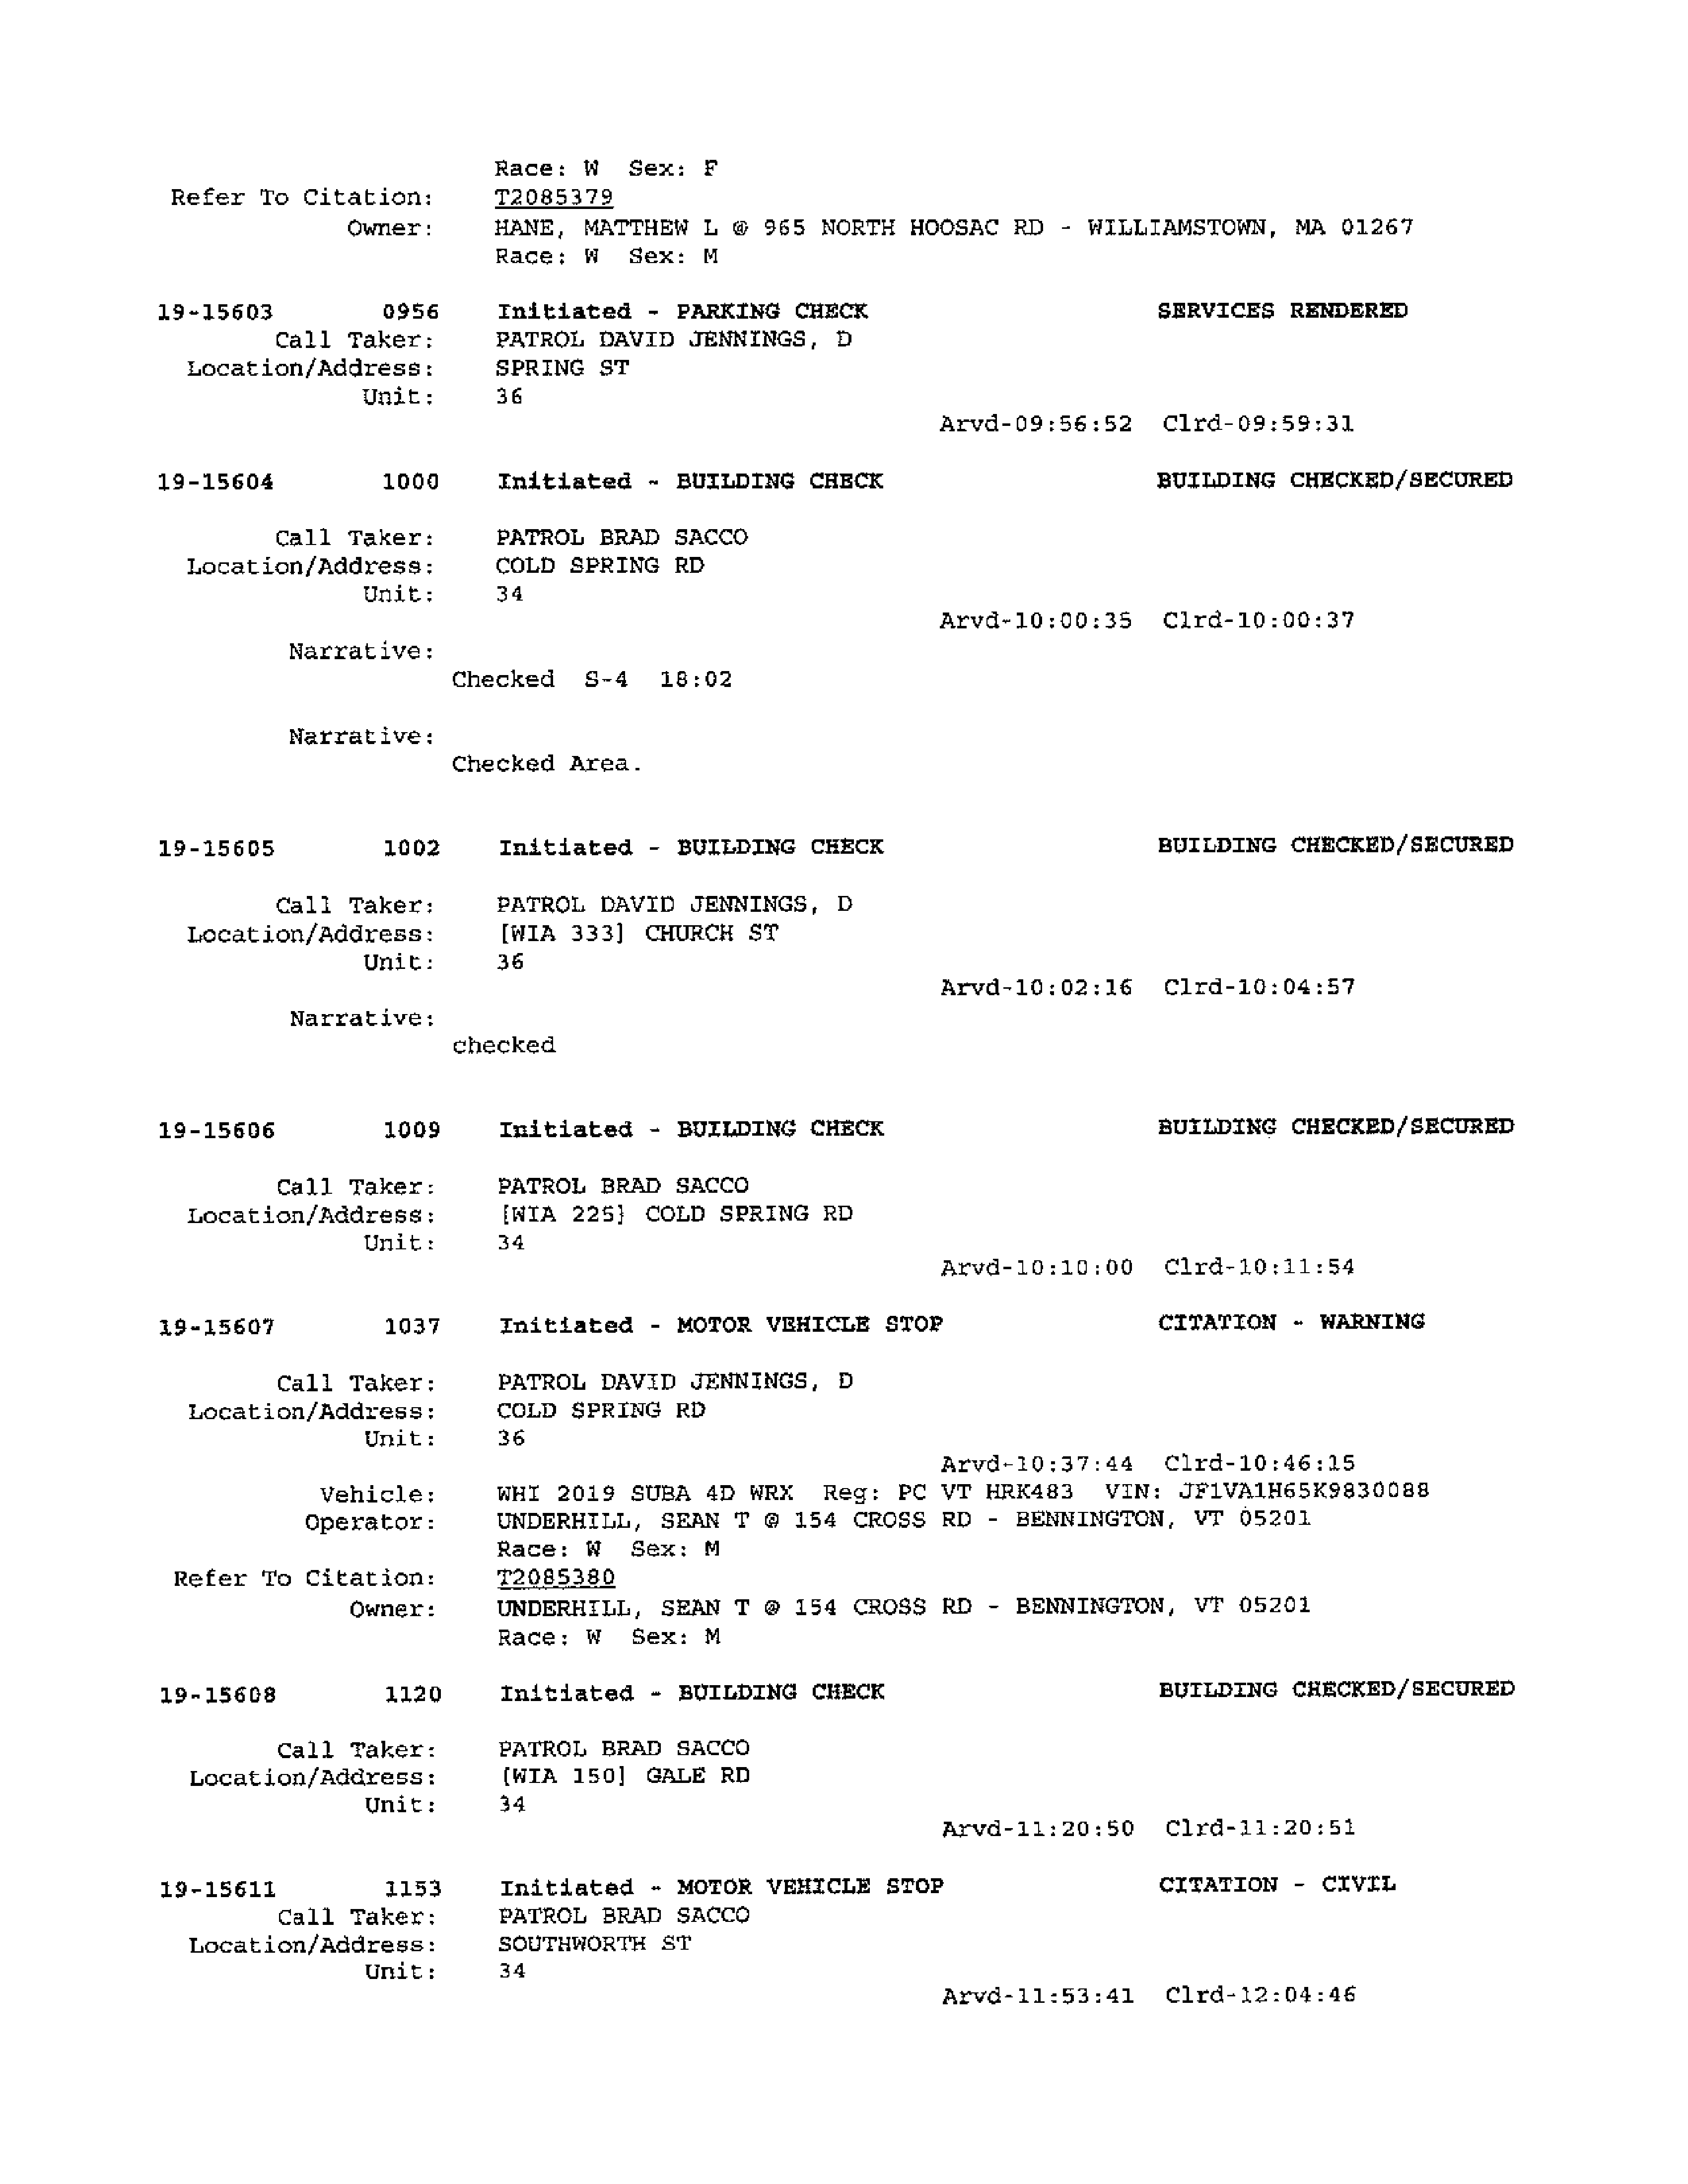 Race: W Sex: F
Refer To Citation: T2085379
Owner: HANE, MATTHEW L @ 965 NORTH HOOSAC RD - WILLIAMSTOWN, MA 01267
Race: W Sex: M
19-15603 0956 Initiated - PARKING CHECK SERVICES RENDERED
Call Taker: PATROL DAVID JENNINGS, D
Location/Address: SPRING ST
Unit: 36
Arvd-09:56:52 Clrd-09:59:31
19-15604 1000 Initiated - BUILDING CHECK BUILDING CHECKED/SECURED
Call Taker: PATROL BRAD SACCO
Location/Address: COLD SPRING RD
Unit: 34
Arvd-10:00:35 Clrd-10:00:37
Narrative:
Checked S-4 18:02
Narrative:
Checked Area.
19-15605 1002 Initiated - BUILDING CHECK BUILDING CHECKED/SECURED
Call Taker: PATROL DAVID JENNINGS, D
Location/Address: [WIA 333] CHURCH ST
Unit: 36
Arvd-10:02:16 Clrd-10:04:57
Narrative:
checked
19-15606 1009 Initiated - BUILDING CHECK BUILDING CHECKED/SECURED
Call Taker: PATROL BRAD SACCO
Location/Address: [WIA 225] COLD SPRING RD
Unit: 34
Arvd-10:10:00 Clrd-10:11:54
19-15607 1037 Initiated - MOTOR VEHICLE STOP CITATION - WARNING
Call Taker: PATROL DAVID JENNINGS, D
Location/Address: COLD SPRING RD
Unit: 36
Arvd-10:37:44 Clrd-10:46:15
Vehicle: WHI 2019 SUBA 4D WRX Reg: PC VT HRK483 VIN: JF1VA1H65K9830088
Operator: UNDERHILL, SEAN T @ 154 CROSS RD - BENNINGTON, VT 05201
Race: W Sex: M
Refer To Citation: T2085380
Owner: UNDERHILL, SEAN T @ 154 CROSS RD - BENNINGTON, VT 05201
Race: W Sex: M
19-15608 1120 Initiated - BUILDING CHECK BUILDING CHECKED/SECURED
Call Taker: PATROL BRAD SACCO
Location/Address: [WIA 150] GALE RD
Unit: 34
Arvd-11:20:50 Clrd-11:20:51
19-15611 1153 Initiated - MOTOR VEHICLE STOP CITATION - CIVIL
Call Taker: PATROL BRAD SACCO
Location/Address: SOUTHWORTH ST
Unit: 34
Arvd-11:53:41 Clrd-12:04:46